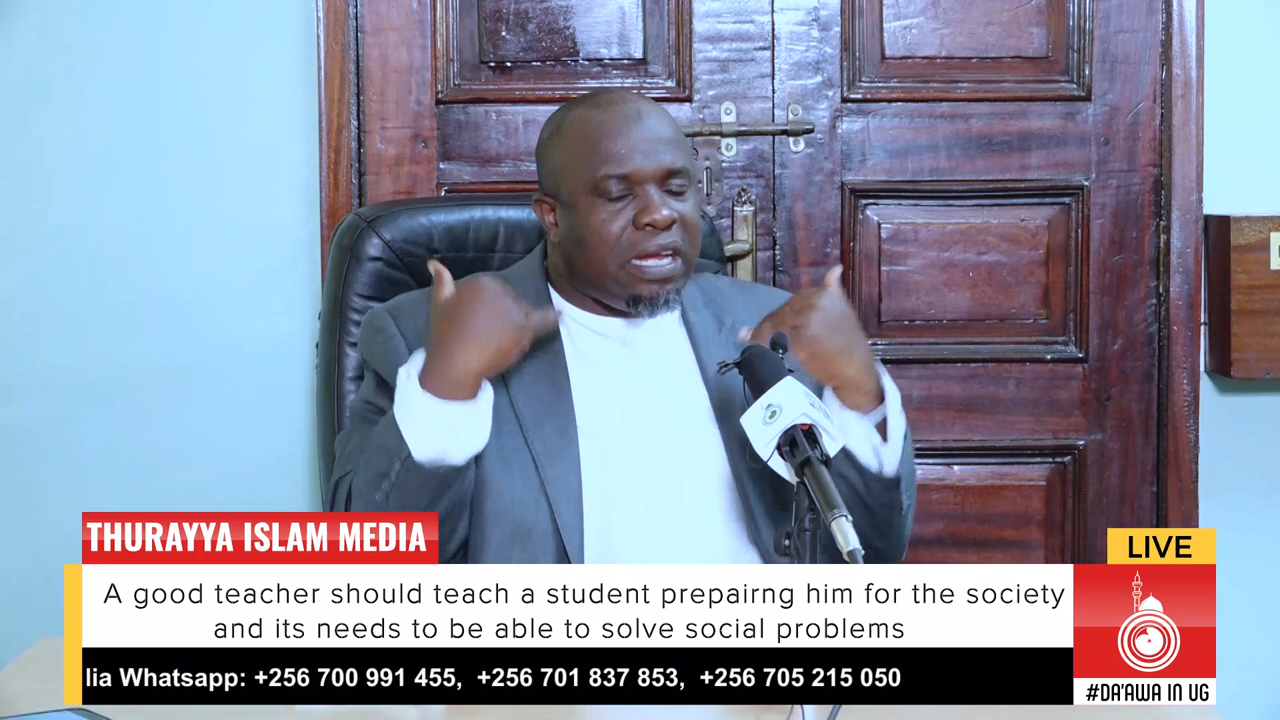 THURAYYA ISLAM MEDIA
LIVE
A good teacher should teach a student prepairng him for the society
and its needs to be able to solve social problems
lia Whatsapp: +256 700 991 455, +256 701 837 853, +256 705 215 050
#DA'AWA IN UG